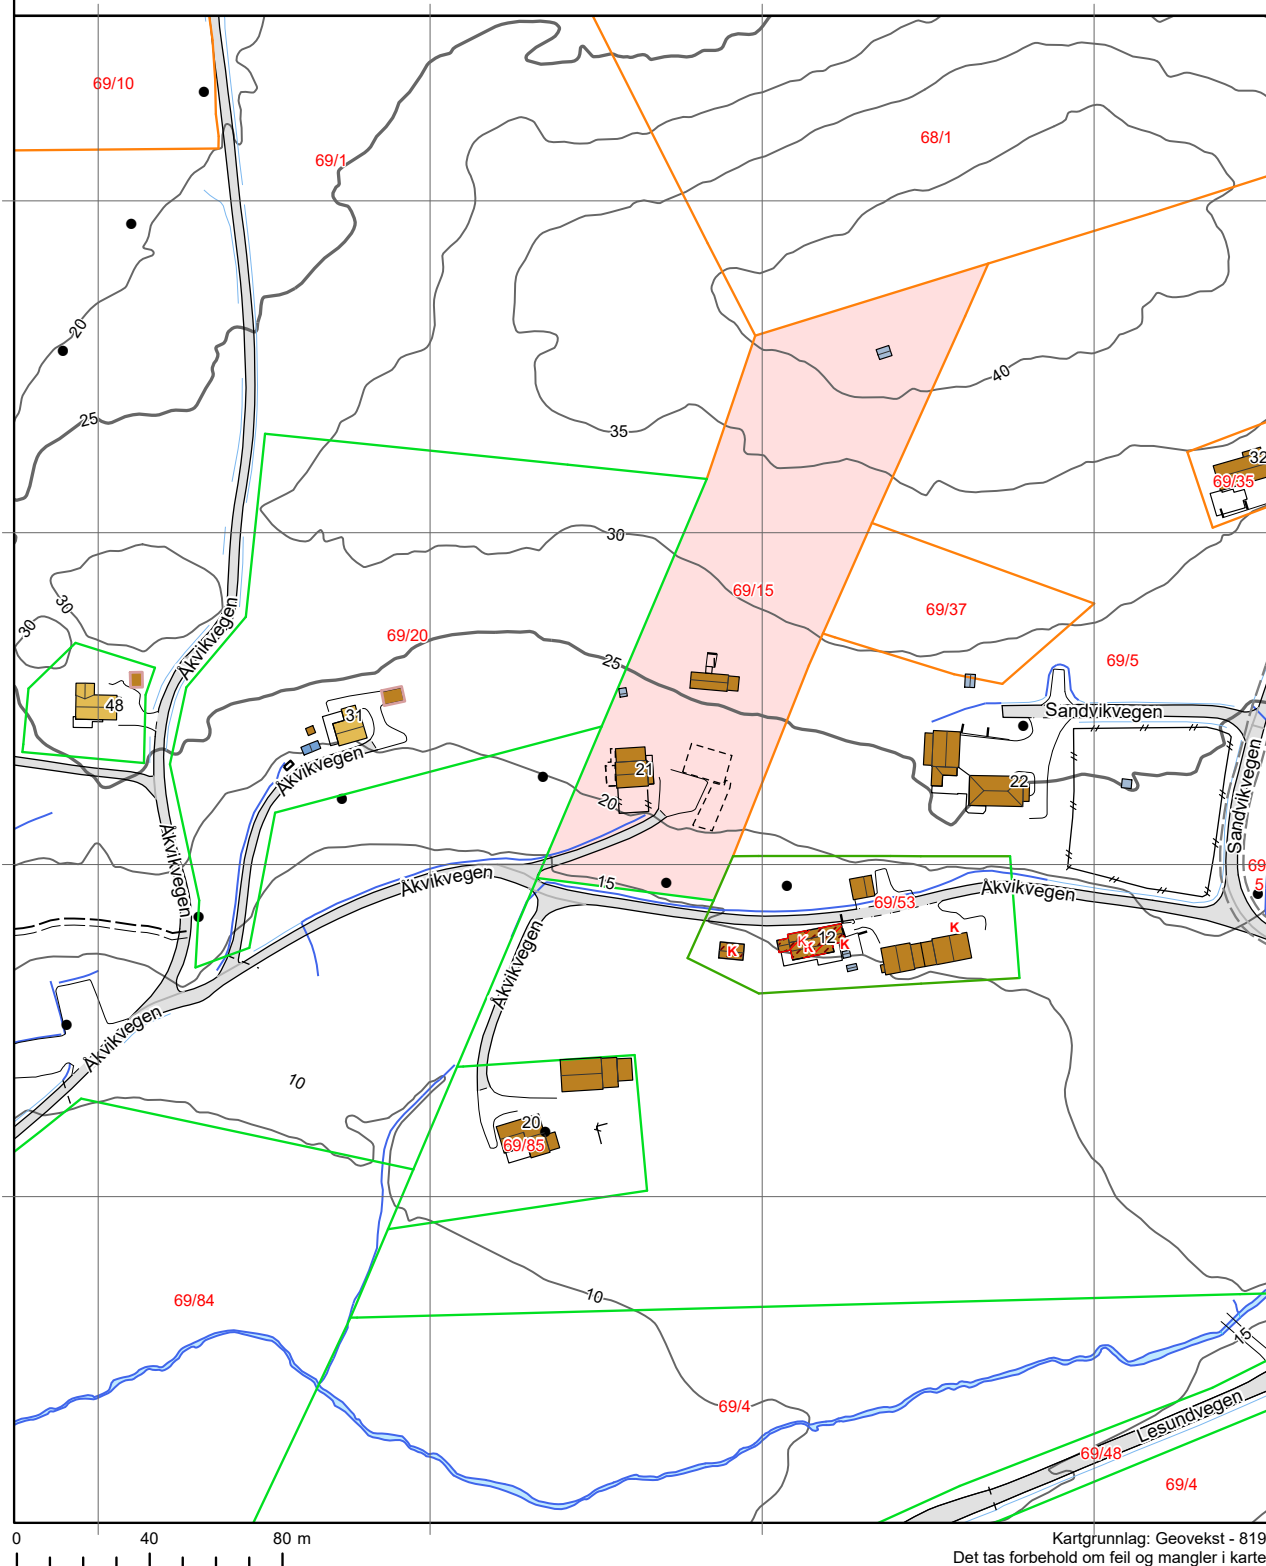 69/10
68/1
69/1
20
40
25
35
32
69/35
30
30
30
69/15
69/37
69/20
Åkvikvegen
25
69/5
48
31
Sandvikvegen
Åkvikvegen
21
22
20
Sandvikvegen
Åkvikvegen
15
Åkvikvegen
Åkvikvegen
69
5
69/53
K
12
K
K
K
K
Åkvikvegen
Åkvikvegen
10
20
69/85
69/84
10
15
69/4
Lesundvegen
69/48
69/4
0 40 80 m
Kartgrunnlag: Geovekst - 819
Det tas forbehold om feil og mangler i karte